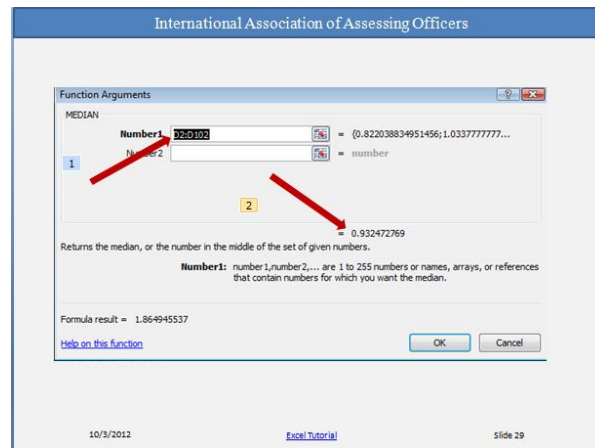 International Association of Assessing Officers
Function Arguments
MEDIAN
Number1 D2:D102 = {0.822038834951456;1.0337777777...
Number2 = number
1
2
= 0.932472769
Returns the median, or the number in the middle of the set of given numbers.
Number1: number1,number2,... are 1 to 255 numbers or names, arrays, or references
that contain numbers for which you want the median.
Formula result = 1.864945537
Help on this function OK Cancel
10/3/2012 Excel Tutorial Slide 29